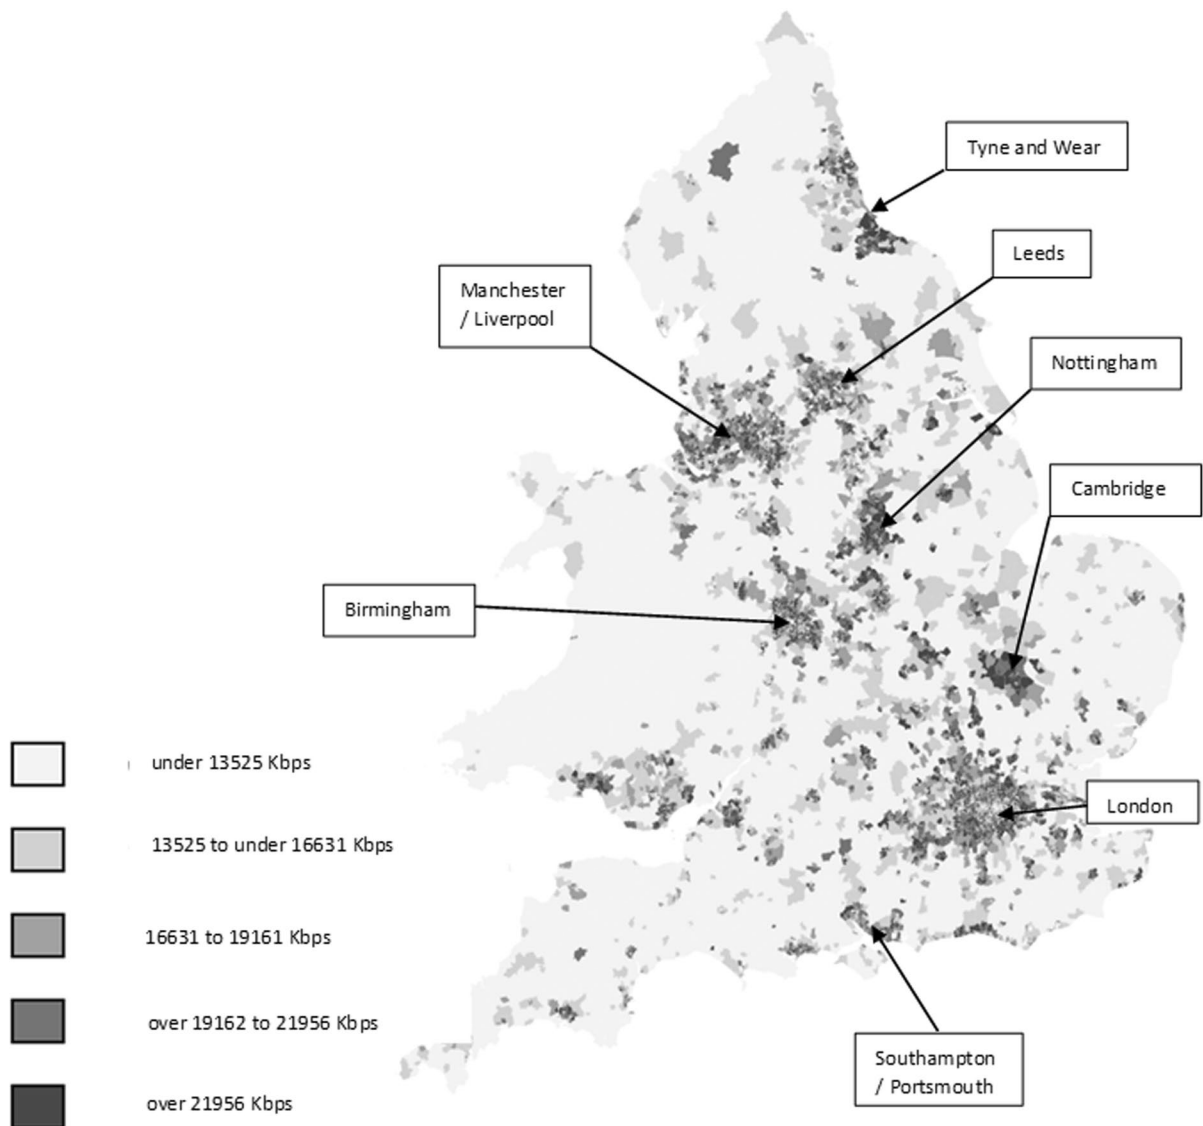 Tyne and Wear
Leeds
Manchester
/ Liverpool
Nottingham
Cambridge
Birmingham
under 13525 Kbps
London
13525 to under 16631 Kbps
16631 to 19161 Kbps
over 19162 to 21956 Kbps
Southampton
/ Portsmouth
over 21956 Kbps